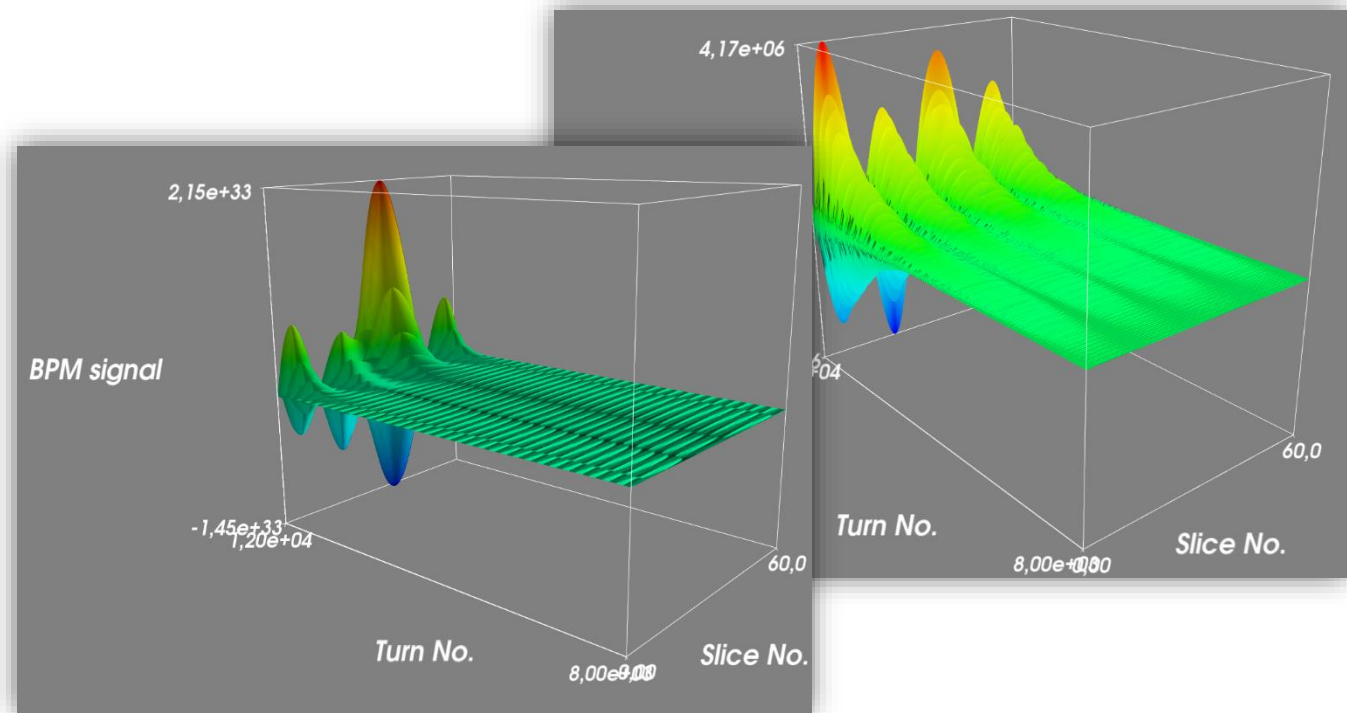 4,17e+06
60,0
Turn No.
Slice No.
2,15e+33
BPM signal
-1,45e+33
1,20e+04
60,0
Turn No.
Slice No.